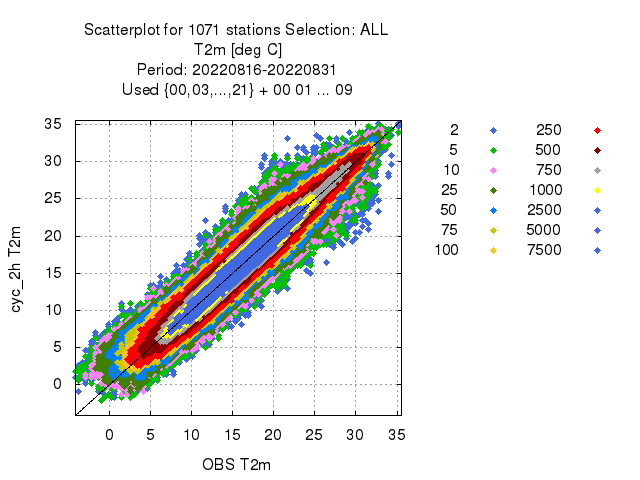 Scatterplot for 1071 stations Selection: ALL
T2m [deg C]
Period: 20220816-20220831
Used {00,03,...,21} + 00 01 ... 09
35
30
25
20
15
10
5
0
cyc_2h T2m
0 5 10 15 20 25 30 35
OBS T2m
2 250
5 500
10 750
25 1000
50 2500
75 5000
100 7500